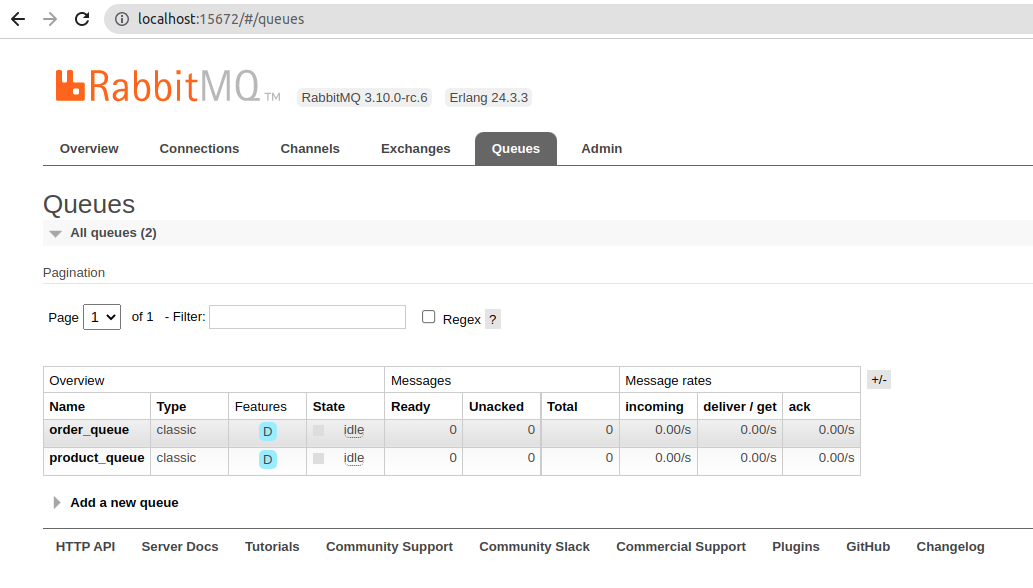 localhost:15672/#/queues
RabbitMQ TM RabbitMQ 3.10.0-rc.6 Erlang 24.3.3
Overview Connections Channels Exchanges Queues Admin
Queues
All queues (2)
Pagination
Page 1 of 1 - Filter: Regex ?
Overview Messages Message rates +/-
Name Type Features State Ready Unacked Total incoming deliver / get ack
order_queue classic D idle 0 0 0 0.00/s 0.00/s 0.00/s
product_queue classic D idle 0 0 0 0.00/s 0.00/s 0.00/s
Add a new queue
HTTP API Server Docs Tutorials Community Support Community Slack Commercial Support Plugins GitHub Changelog